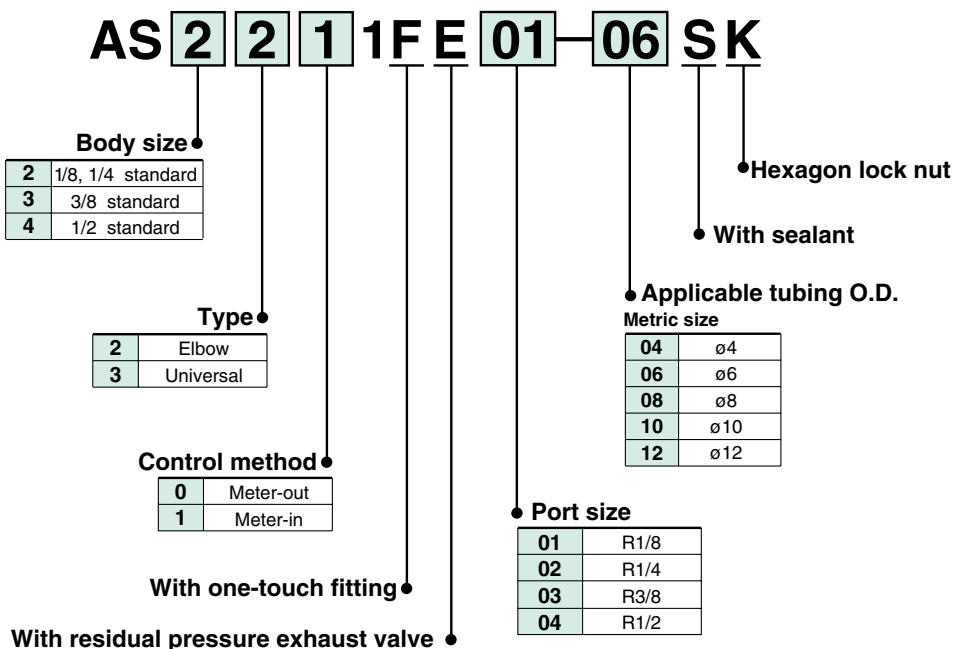 AS 2 2 1 1F E 01-06 S K
Body size
2 1/8, 1/4 standard
3 3/8 standard
4 1/2 standard
Type
2 Elbow
3 Universal
Control method
0 Meter-out
1 Meter-in
With one-touch fitting
With residual pressure exhaust valve
Port size
01 R1/8
02 R1/4
03 R3/8
04 R1/2
Applicable tubing O.D.
Metric size
04 ø4
06 ø6
08 ø8
10 ø10
12 ø12
With sealant
Hexagon lock nut